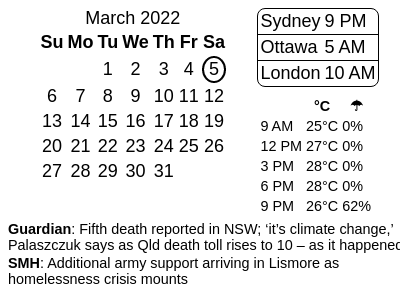 March 2022
Su Mo Tu We Th Fr Sa
1 2 3 4 5
6 7 8 9 10 11 12
13 14 15 16 17 18 19
20 21 22 23 24 25 26
27 28 29 30 31
Sydney 9 PM
Ottawa 5 AM
London 10 AM
°C ☂
9 AM 25°C 0%
12 PM 27°C 0%
3 PM 28°C 0%
6 PM 28°C 0%
9 PM 26°C 62%
Guardian: Fifth death reported in NSW; ‘it’s climate change,’
Palaszczuk says as Qld death toll rises to 10 – as it happened
SMH: Additional army support arriving in Lismore as
homelessness crisis mounts